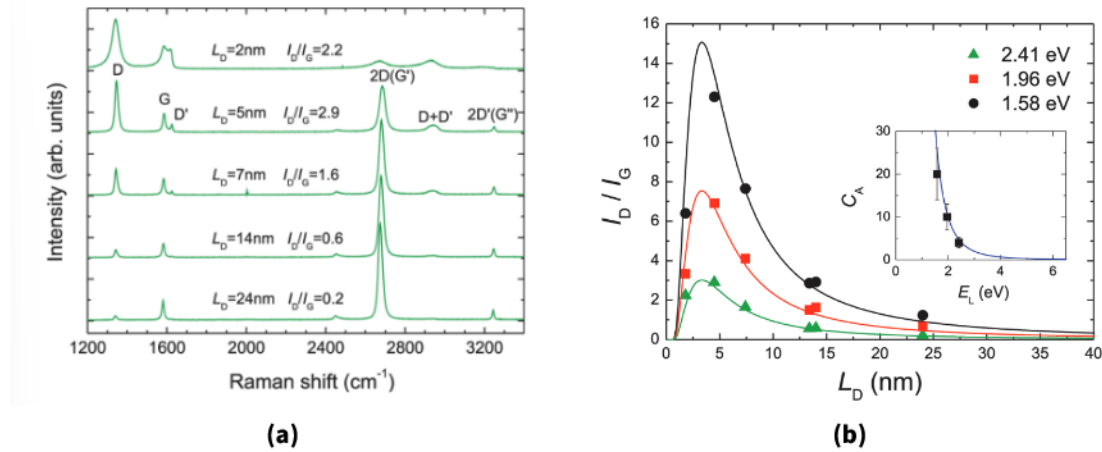 L_D=2nm I_D/I_G=2.2
D
G
D'
2D(G')
L_D=5nm I_D/I_G=2.9
D+D'
2D'(G'')
L_D=7nm I_D/I_G=1.6
L_D=14nm I_D/I_G=0.6
L_D=24nm I_D/I_G=0.2
Intensity (arb. units)
1200 1600 2000 2400 2800 3200
Raman shift (cm⁻¹)
(a)
16
14
12
10
8
6
4
2
0
I_D / I_G
2.41 eV
1.96 eV
1.58 eV
30
20
10
0
C_A
0 2 4 6
E_L (eV)
0 5 10 15 20 25 30 35 40
L_D (nm)
(b)